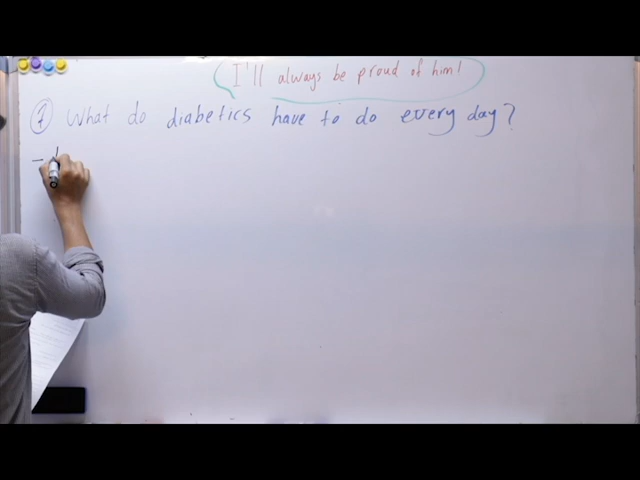 I'll always be proud of him!
1 What do diabetics have to do every day?
-